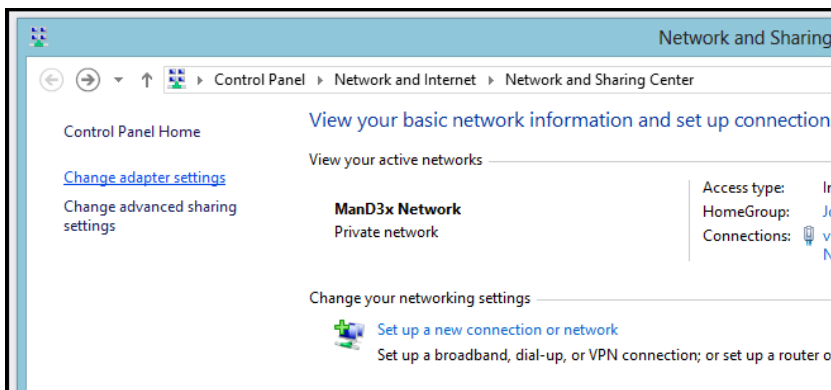 Network and Sharing
Control Panel Network and Internet Network and Sharing Center
Control Panel Home
Change adapter settings
Change advanced sharing
settings
View your basic network information and set up connection
View your active networks
ManD3x Network
Private network
Access type:
HomeGroup:
Connections:
Change your networking settings
Set up a new connection or network
Set up a broadband, dial-up, or VPN connection; or set up a router